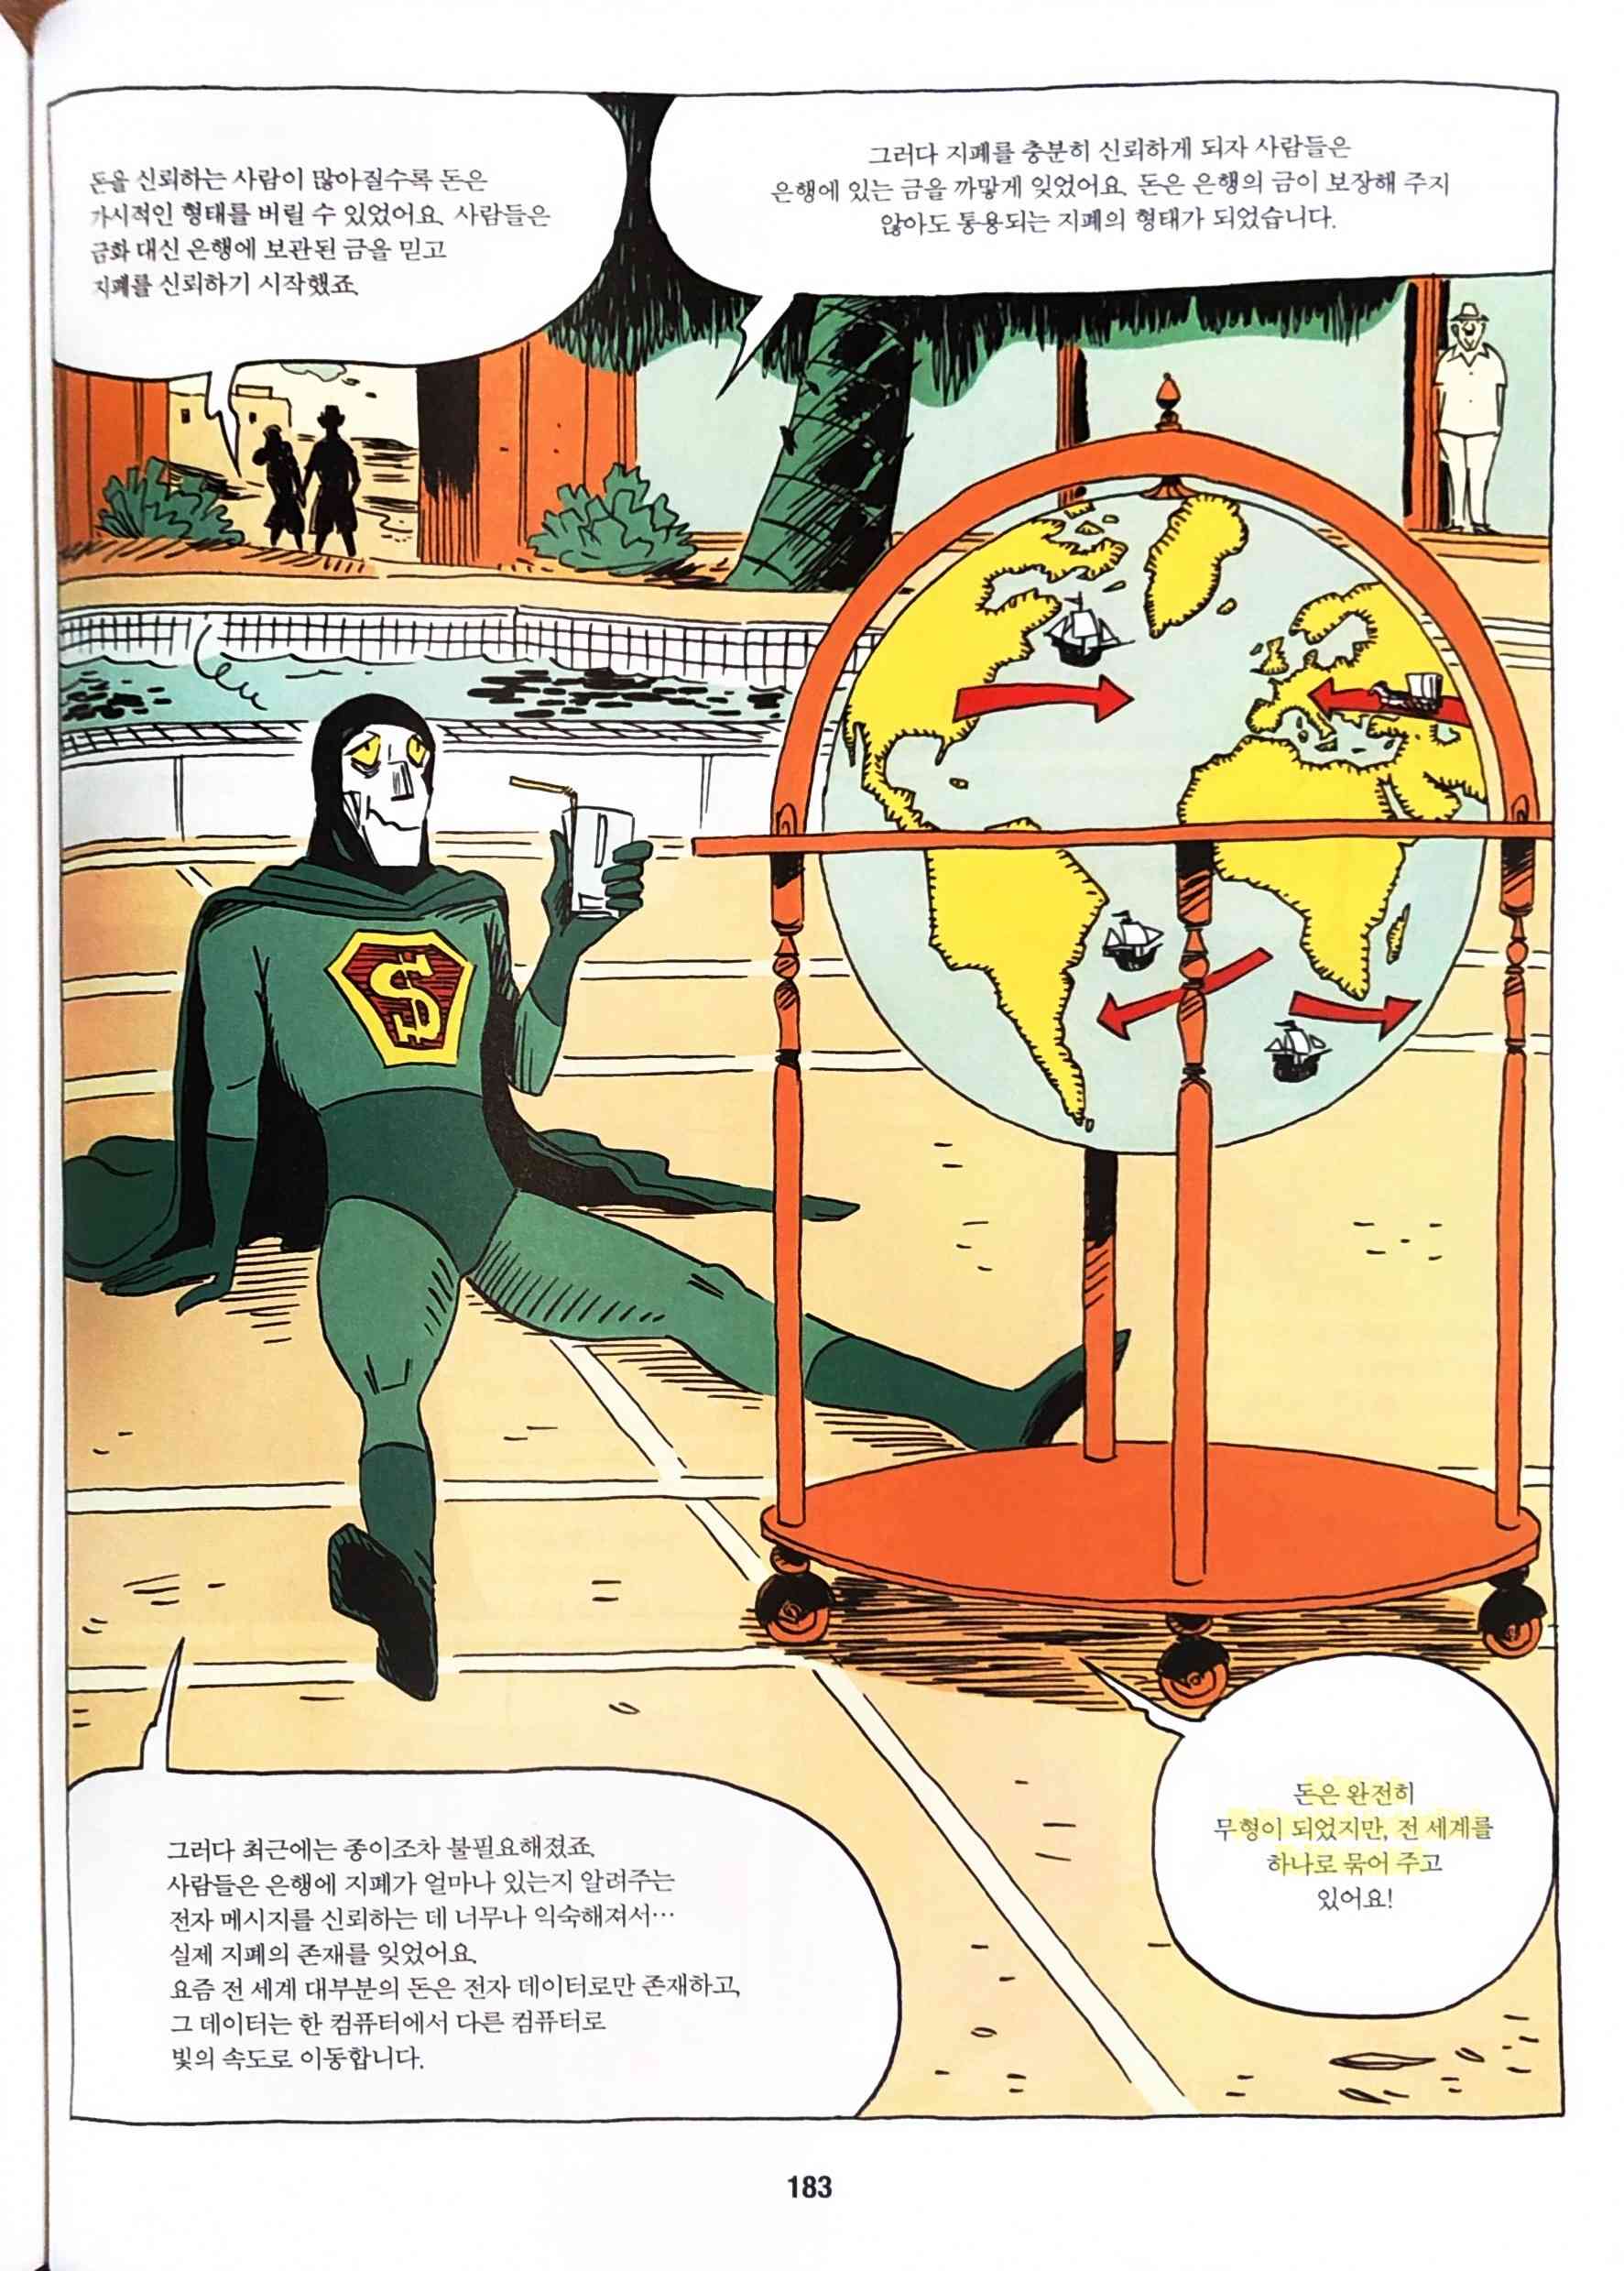 돈을 신뢰하는 사람이 많아질수록 돈은
가시적인 형태를 버릴 수 있었어요. 사람들은
금화 대신 은행에 보관된 금을 믿고
지폐를 신뢰하기 시작했죠.
그러다 지폐를 충분히 신뢰하게 되자 사람들은
은행에 있는 금을 까맣게 잊었어요. 돈은 은행의 금이 보장해 주지
않아도 통용되는 지폐의 형태가 되었습니다.
$
그러다 최근에는 종이조차 불필요해졌죠.
사람들은 은행에 지폐가 얼마나 있는지 알려주는
전자 메시지를 신뢰하는 데 너무나 익숙해져서…
실제 지폐의 존재를 잊었어요.
요즘 전 세계 대부분의 돈은 전자 데이터로만 존재하고,
그 데이터는 한 컴퓨터에서 다른 컴퓨터로
빛의 속도로 이동합니다.
돈은 완전히
무형이 되었지만, 전 세계를
하나로 묶어 주고
있어요!
183